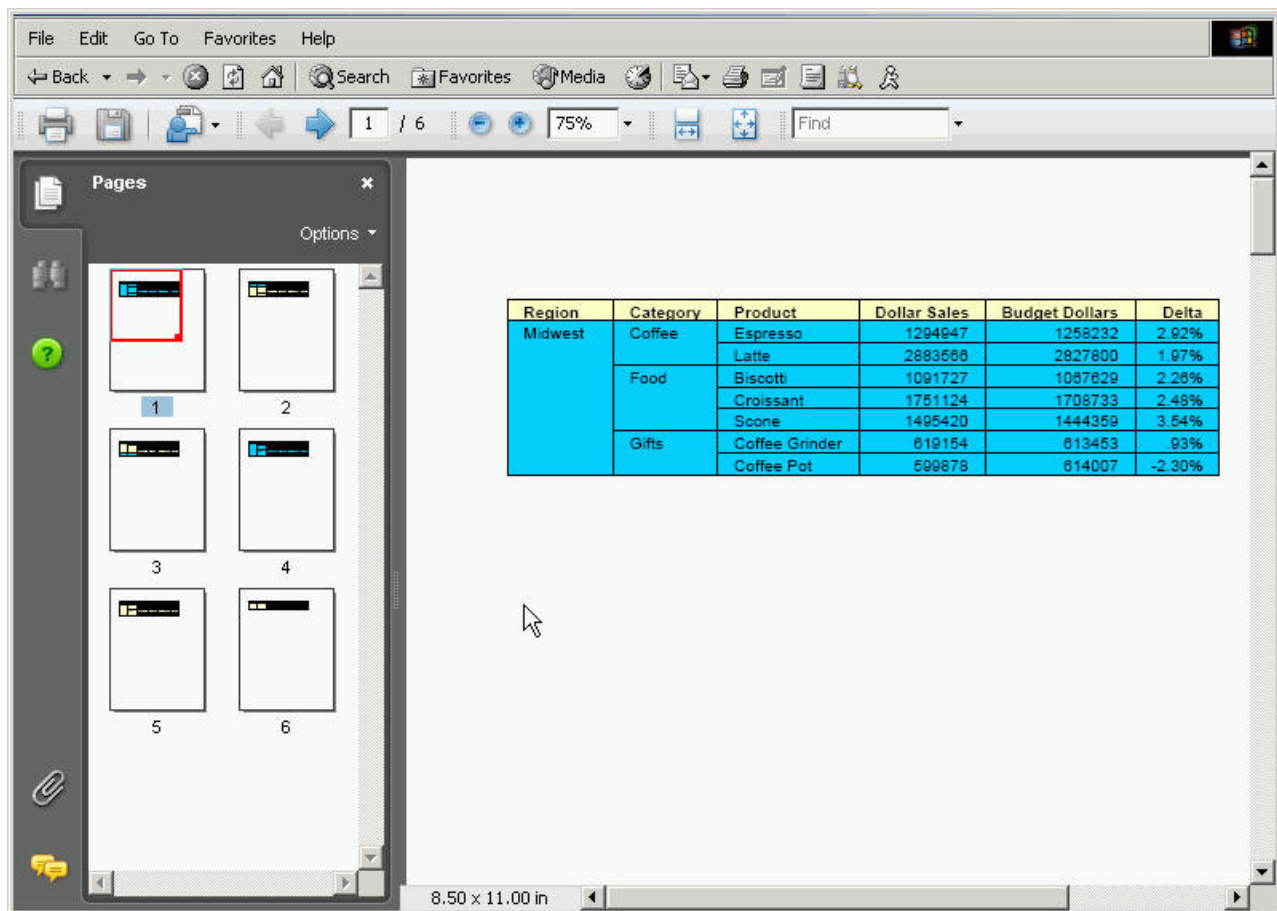 File Edit Go To Favorites Help
Back Search Favorites Media
1 / 6 75% Find
Pages
Options
1 2
3 4
5 6
Region Category Product Dollar Sales Budget Dollars Delta
Midwest Coffee Espresso 1294947 1258232 2.92%
Latte 2883566 2827800 1.97%
Food Biscotti 1091727 1067629 2.26%
Croissant 1751124 1708733 2.48%
Scone 1495420 1444359 3.54%
Gifts Coffee Grinder 619154 613453 .93%
Coffee Pot 599878 614007 -2.30%
8.50 x 11.00 in